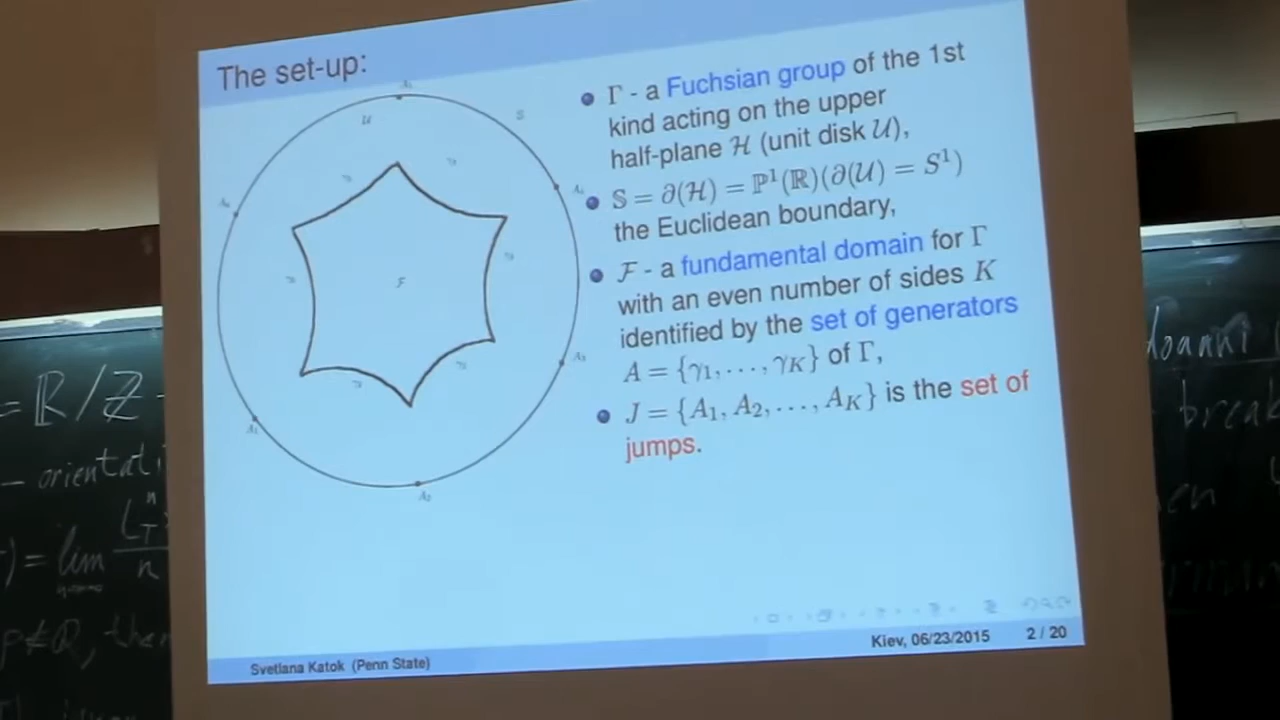 The set-up:
Γ - a Fuchsian group of the 1st
kind acting on the upper
half-plane ℋ (unit disk 𝒰),
𝕊 = ∂(ℋ) = ℙ¹(ℝ)(∂(𝒰) = S¹)
the Euclidean boundary,
ℱ - a fundamental domain for Γ
with an even number of sides K
identified by the set of generators
A = {γ₁, . . . , γ_K} of Γ,
J = {A₁, A₂, . . . , A_K} is the set of
jumps.
𝒰
S
ℱ
Svetlana Katok (Penn State)
Kiev, 06/23/2015
2 / 20
= ℝ/ℤ
- orientati
) = lim
n